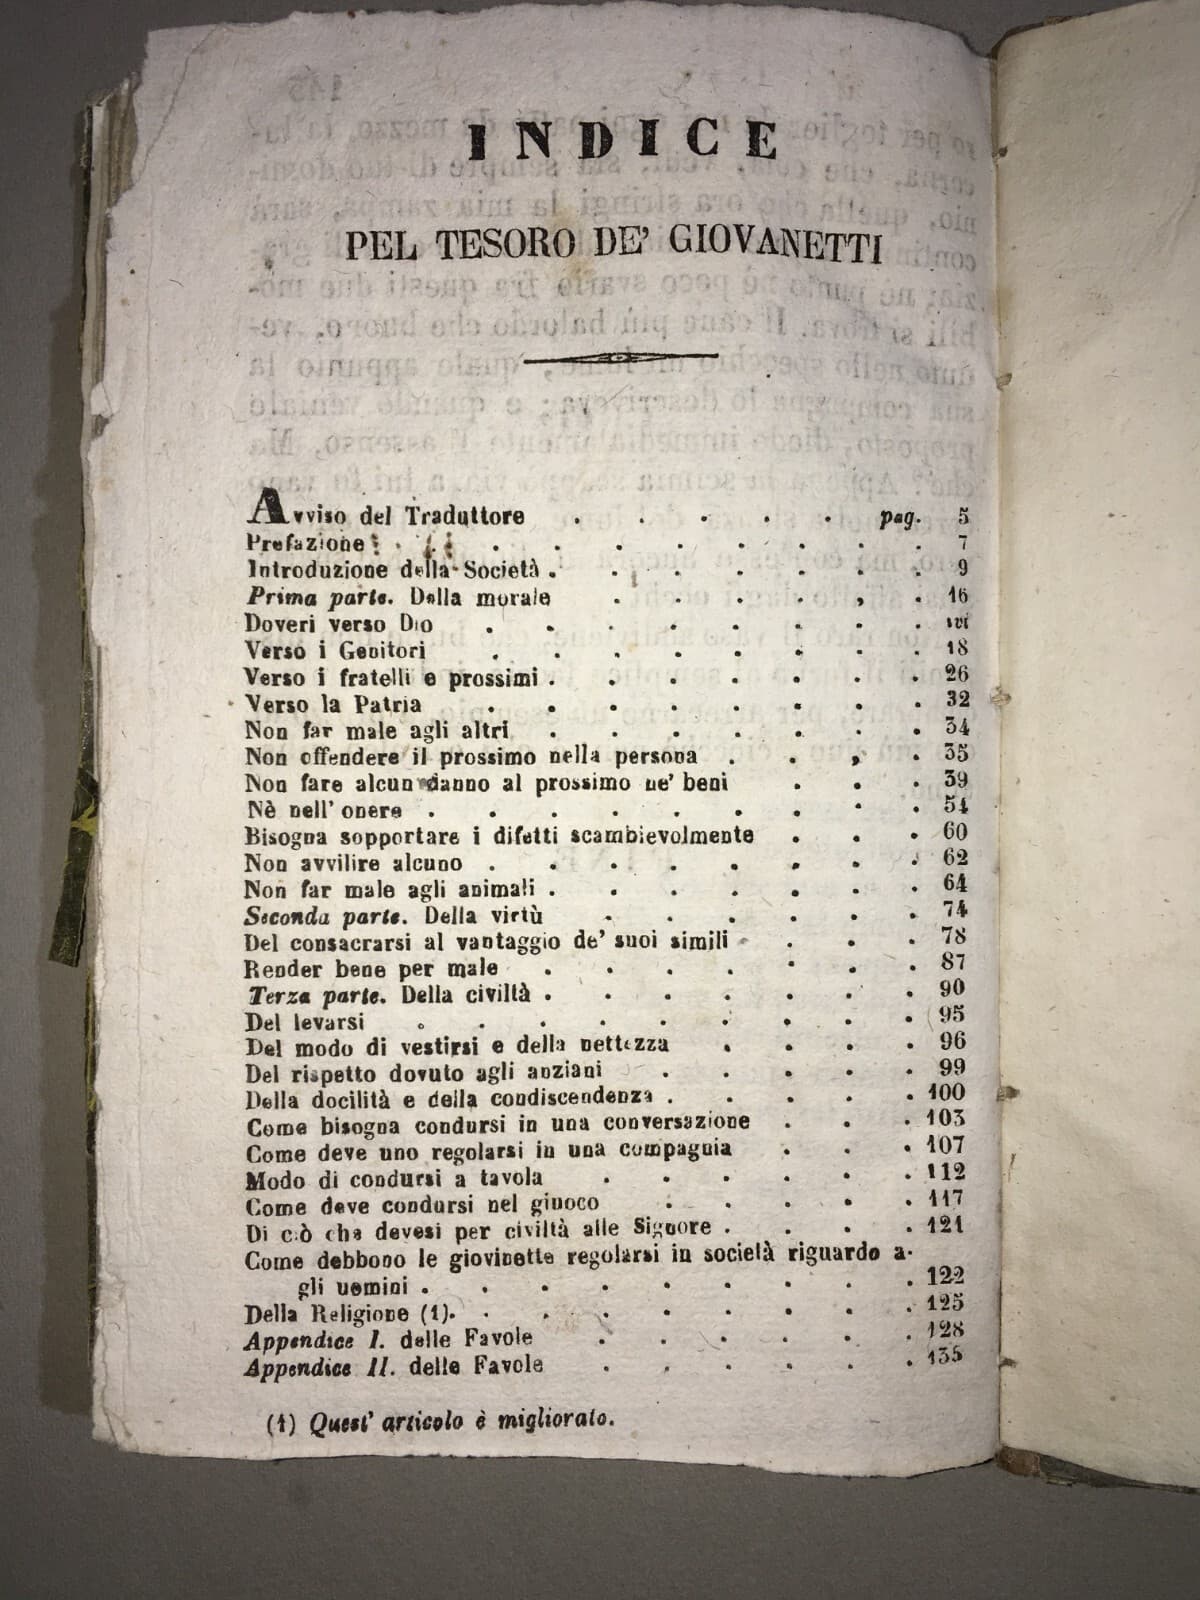 INDICE
PEL TESORO DE' GIOVANETTI
Avviso del Traduttore . . . . . pag. 5
Prefazione . . . . . . . . 7
Introduzione della Società . . . . . . . 9
Prima parte. Della morale . . . . . . 16
Doveri verso Dio . . . . . . . . ivi
Verso i Genitori . . . . . . . . 18
Verso i fratelli e prossimi . . . . . . . 26
Verso la Patria . . . . . . . . 32
Non far male agli altri . . . . . . . 34
Non offendere il prossimo nella persona . . . . 35
Non fare alcun danno al prossimo ne' beni . . . 39
Nè nell' onere . . . . . . . . . 54
Bisogna sopportare i difetti scambievolmente . . . 60
Non avvilire alcuno . . . . . . . 62
Non far male agli animali . . . . . . . 64
Seconda parte. Della virtù . . . . . . 74
Del consacrarsi al vantaggio de' suoi simili . . . . 78
Render bene per male . . . . . . . 87
Terza parte. Della civiltà . . . . . . . 90
Del levarsi . . . . . . . . . 95
Del modo di vestirsi e della nettezza . . . . 96
Del rispetto dovuto agli anziani . . . . . 99
Della docilità e della condiscendenza . . . . . 100
Come bisogna condursi in una conversazione . . . 103
Come deve uno regolarsi in una compagnia . . . 107
Modo di condursi a tavola . . . . . . 112
Come deve condursi nel giuoco . . . . . 117
Di ciò che devesi per civiltà alle Signore . . . . 121
Come debbono le giovinette regolarsi in società riguardo a-
gli uomini . . . . . . . . . 122
Della Religione (1). . . . . . . . . 125
Appendice I. delle Favole . . . . . . 128
Appendice II. delle Favole . . . . . . 135
(1) Quest' articolo è migliorato.